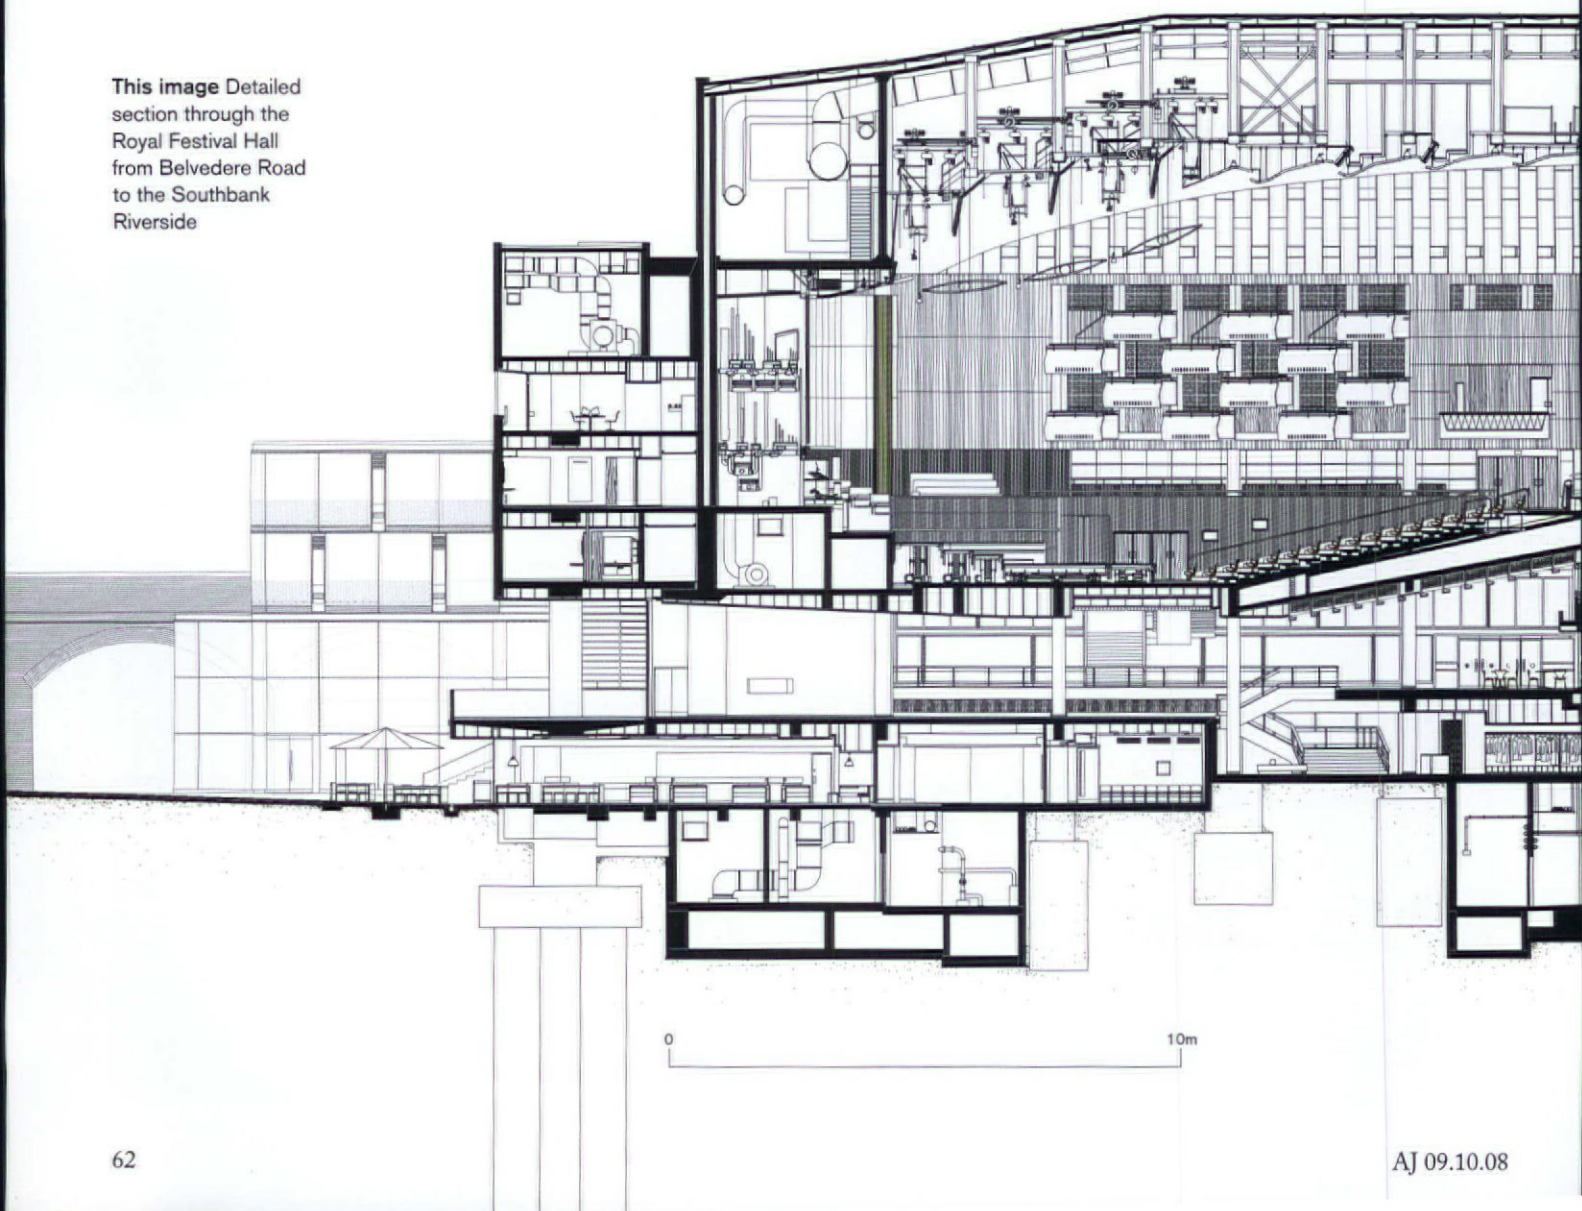 This image Detailed
section through the
Royal Festival Hall
from Belvedere Road
to the Southbank
Riverside
0 10m
62 AJ 09.10.08